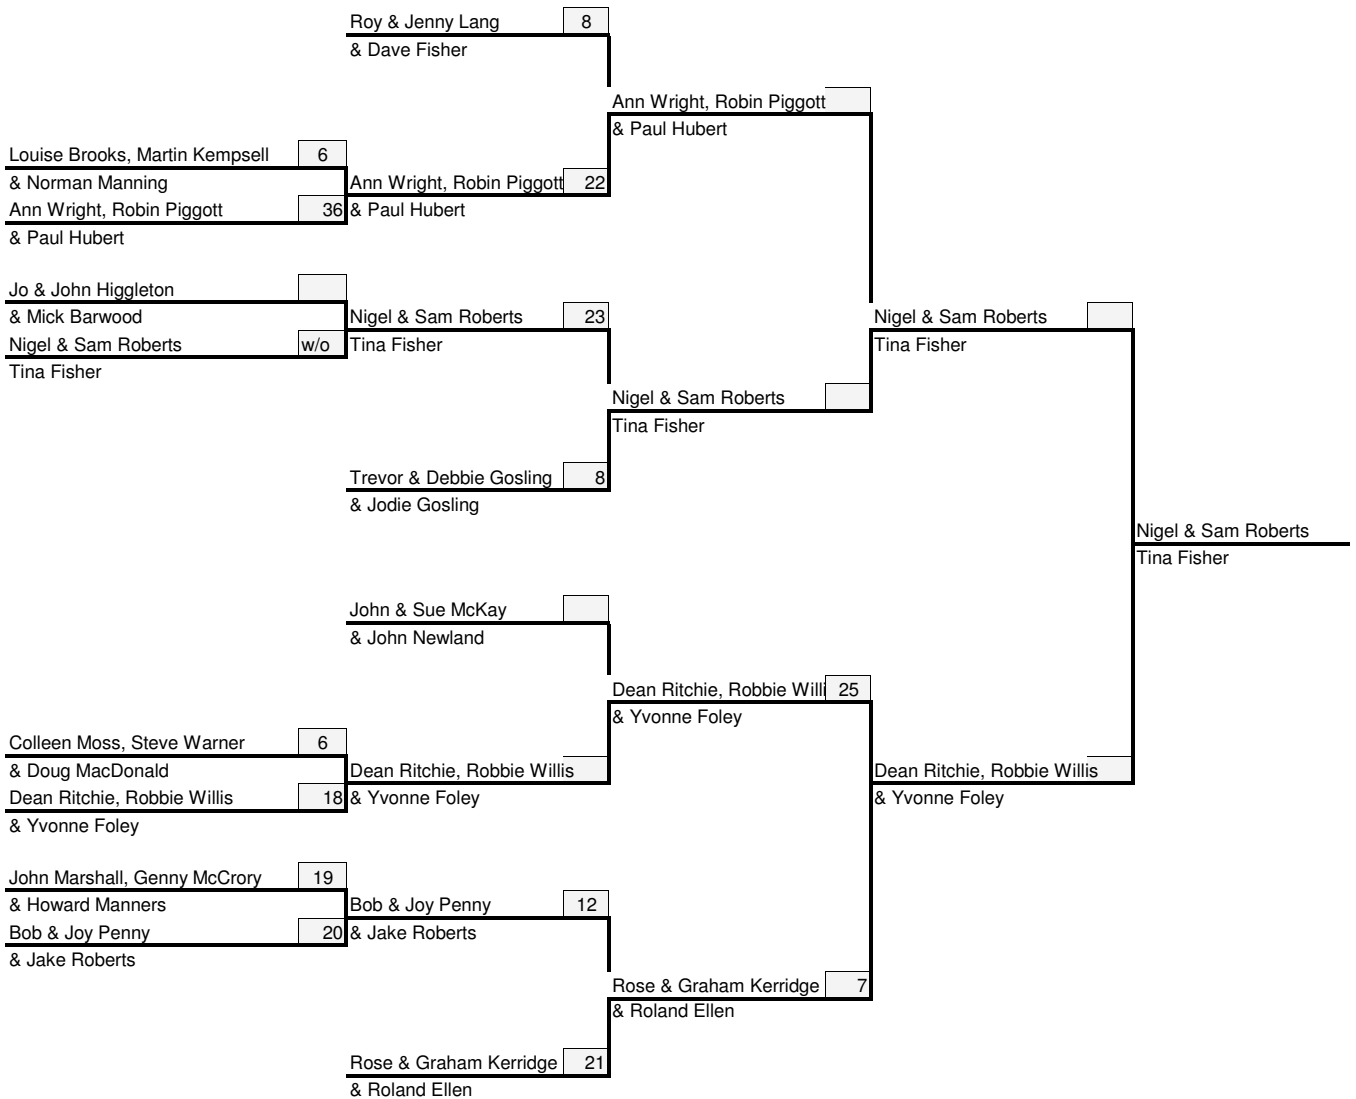 Roy & Jenny Lang 8
& Dave Fisher
Ann Wright, Robin Piggott
& Paul Hubert
Louise Brooks, Martin Kempsell 6
& Norman Manning
Ann Wright, Robin Piggott 22
Ann Wright, Robin Piggott 36
& Paul Hubert
& Paul Hubert
Jo & John Higgleton
& Mick Barwood
Nigel & Sam Roberts 23
Nigel & Sam Roberts
Nigel & Sam Roberts w/o
Tina Fisher
Tina Fisher
Tina Fisher
Nigel & Sam Roberts
Tina Fisher
Trevor & Debbie Gosling 8
& Jodie Gosling
Nigel & Sam Roberts
Tina Fisher
John & Sue McKay
& John Newland
Dean Ritchie, Robbie Willi 25
& Yvonne Foley
Colleen Moss, Steve Warner 6
& Doug MacDonald
Dean Ritchie, Robbie Willis
Dean Ritchie, Robbie Willis
Dean Ritchie, Robbie Willis 18
& Yvonne Foley
& Yvonne Foley
& Yvonne Foley
John Marshall, Genny McCrory 19
& Howard Manners
Bob & Joy Penny 12
Bob & Joy Penny 20
& Jake Roberts
& Jake Roberts
Rose & Graham Kerridge 7
& Roland Ellen
Rose & Graham Kerridge 21
& Roland Ellen